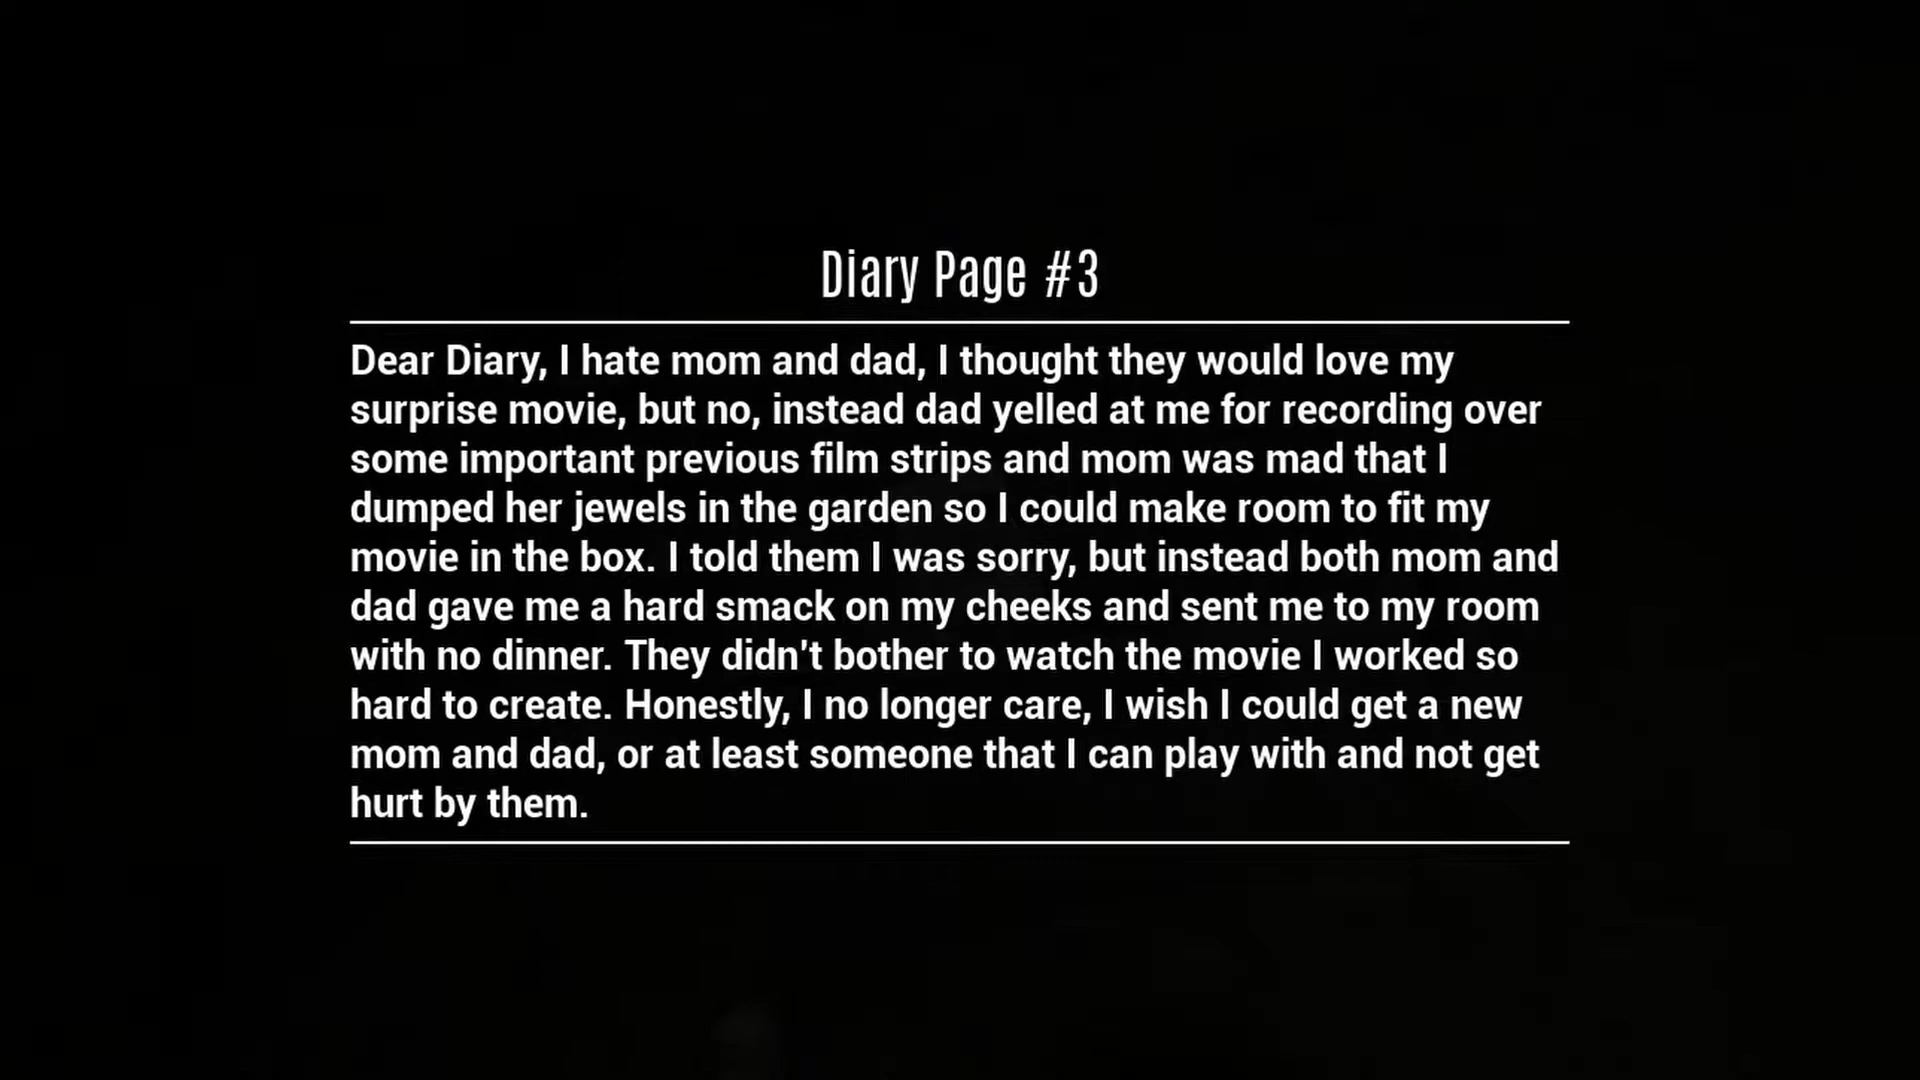 Diary Page #3
Dear Diary, I hate mom and dad, I thought they would love my
surprise movie, but no, instead dad yelled at me for recording over
some important previous film strips and mom was mad that I
dumped her jewels in the garden so I could make room to fit my
movie in the box. I told them I was sorry, but instead both mom and
dad gave me a hard smack on my cheeks and sent me to my room
with no dinner. They didn't bother to watch the movie I worked so
hard to create. Honestly, I no longer care, I wish I could get a new
mom and dad, or at least someone that I can play with and not get
hurt by them.